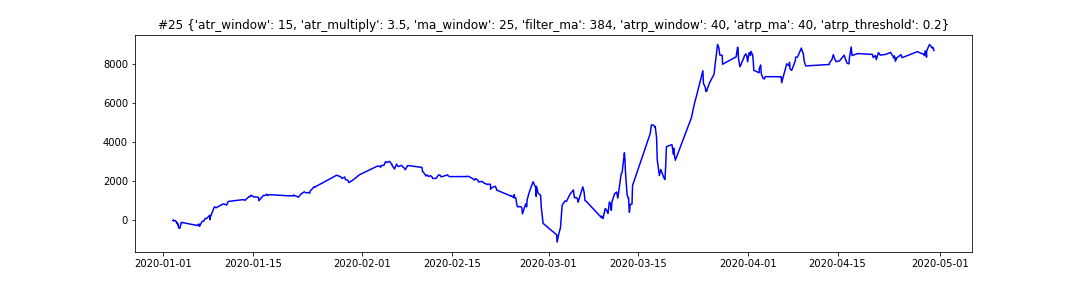 #25 {'atr_window': 15, 'atr_multiply': 3.5, 'ma_window': 25, 'filter_ma': 384, 'atrp_window': 40, 'atrp_ma': 40, 'atrp_threshold': 0.2}
8000
6000
4000
2000
0
2020-01-01 2020-01-15 2020-02-01 2020-02-15 2020-03-01 2020-03-15 2020-04-01 2020-04-15 2020-05-01